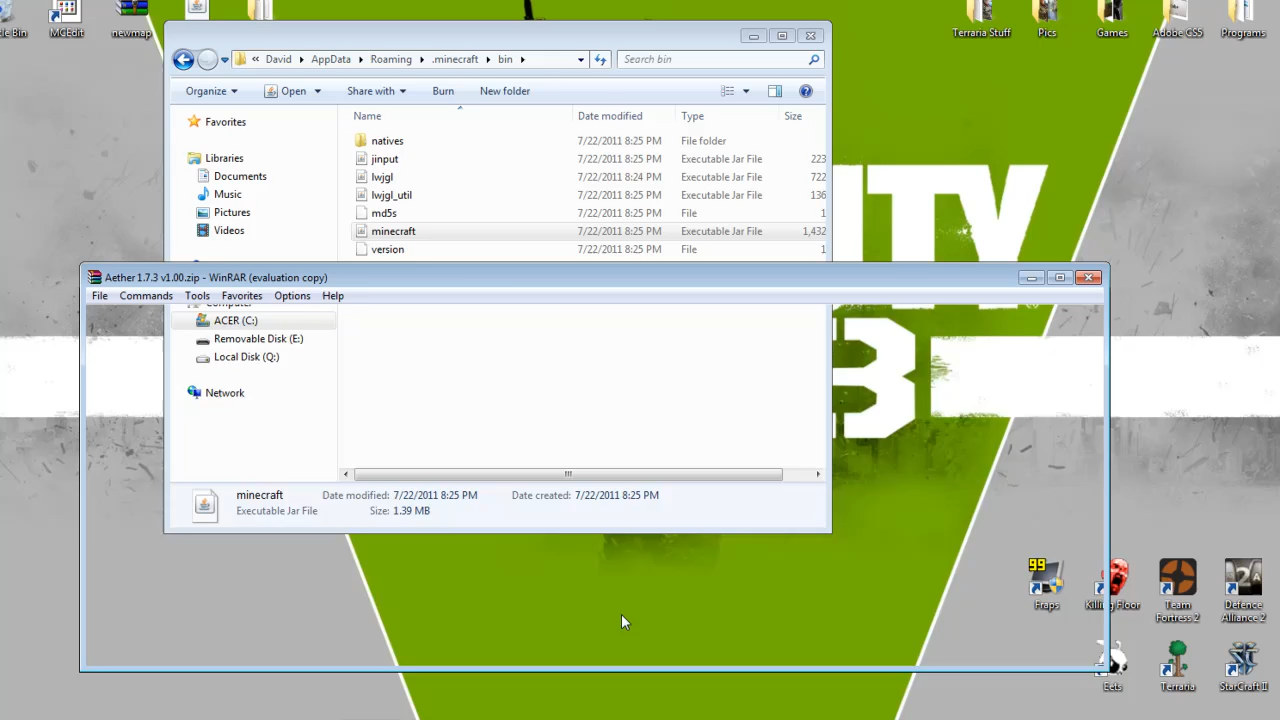 MCEdit
newmap
Terraria Stuff
Pics
Games
Adobe CS5
Programs
« David AppData Roaming .minecraft bin
Search bin
Organize Open Share with Burn New folder
Name Date modified Type Size
Favorites
Libraries
Documents
Music
Pictures
Videos
natives 7/22/2011 8:25 PM File folder
jinput 7/22/2011 8:25 PM Executable Jar File 223
lwjgl 7/22/2011 8:24 PM Executable Jar File 722
lwjgl_util 7/22/2011 8:25 PM Executable Jar File 136
md5s 7/22/2011 8:25 PM File 1
minecraft 7/22/2011 8:25 PM Executable Jar File 1,432
version 7/22/2011 8:25 PM File 1
Aether 1.7.3 v1.00.zip - WinRAR (evaluation copy)
File Commands Tools Favorites Options Help
ACER (C:)
Removable Disk (E:)
Local Disk (Q:)
Network
minecraft Date modified: 7/22/2011 8:25 PM Date created: 7/22/2011 8:25 PM
Executable Jar File Size: 1.39 MB
ITY
3
99
Fraps
Killing Floor
Team Fortress 2
Defence Alliance 2
Eets
Terraria
StarCraft II